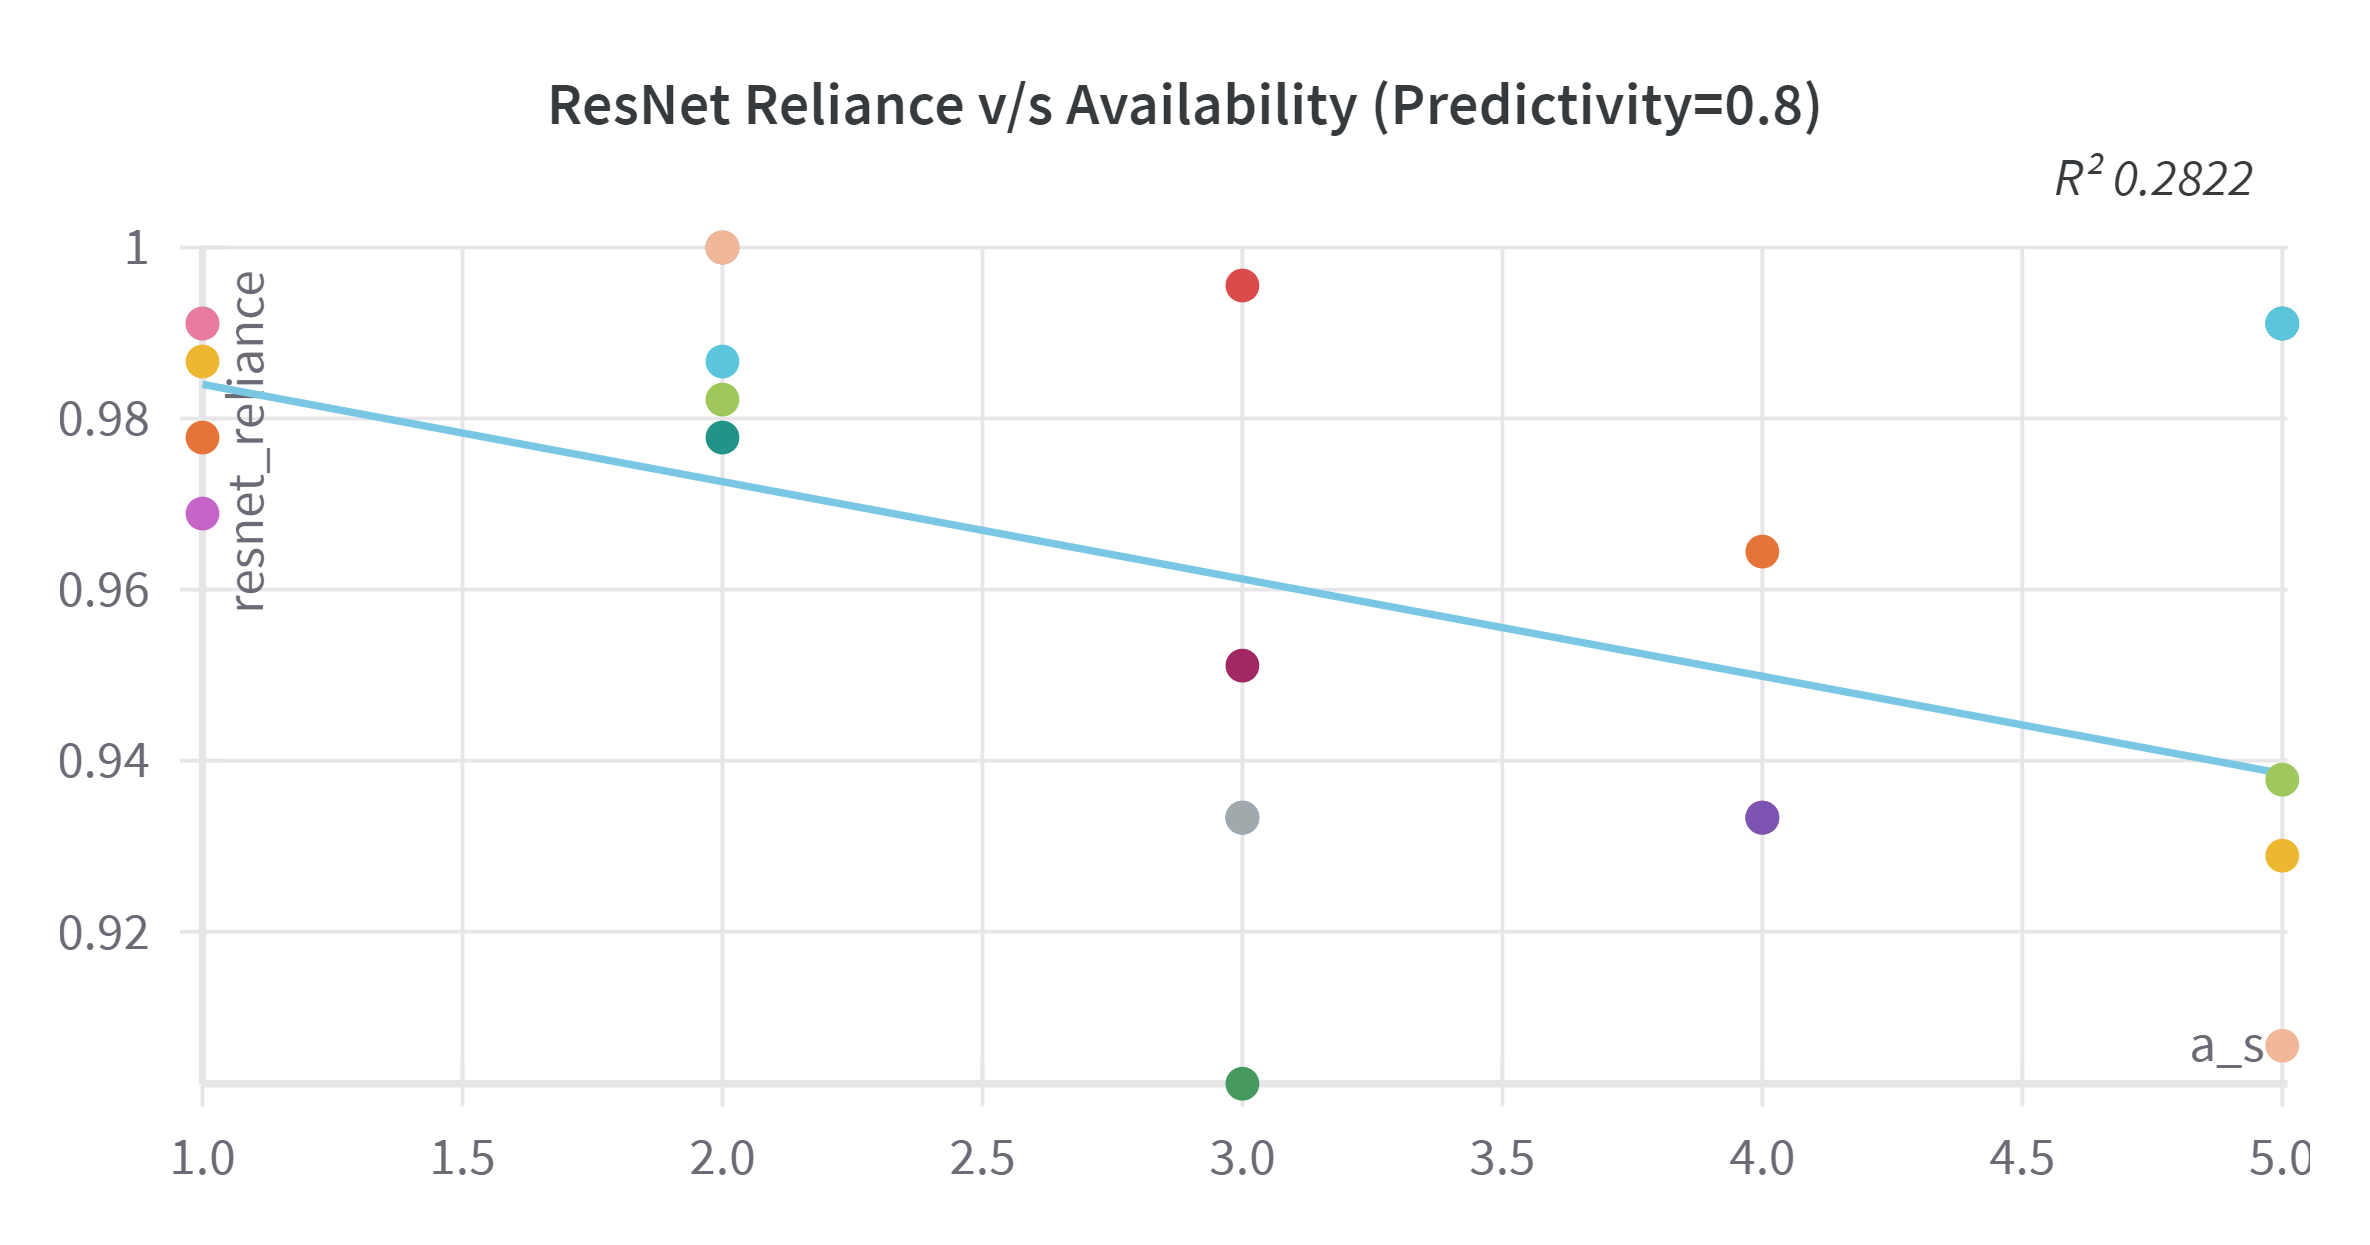 ResNet Reliance v/s Availability (Predictivity=0.8)
R² 0.2822
1
0.98
0.96
0.94
0.92
resnet_reliance
a_s
1.0 1.5 2.0 2.5 3.0 3.5 4.0 4.5 5.0